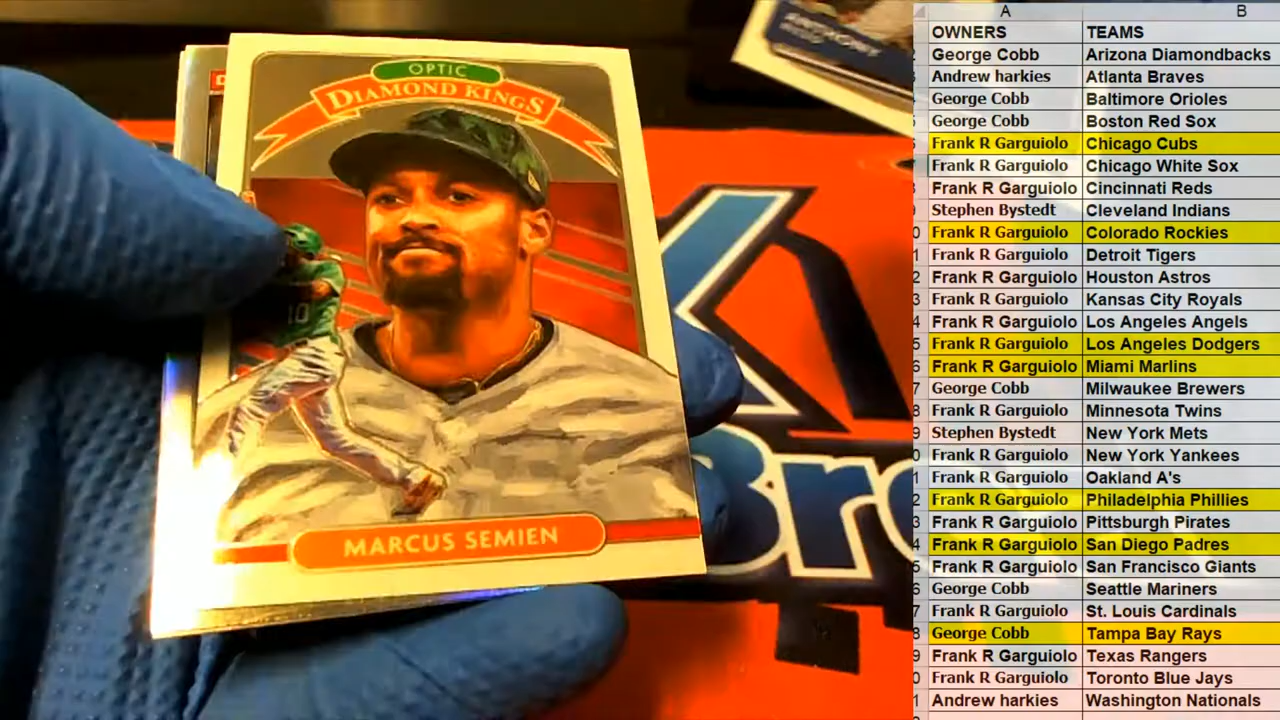 OPTIC
DIAMOND KINGS
10
MARCUS SEMIEN
ANTHONY
Bre
A B
OWNERS TEAMS
George Cobb Arizona Diamondbacks
Andrew harkies Atlanta Braves
George Cobb Baltimore Orioles
George Cobb Boston Red Sox
Frank R Garguiolo Chicago Cubs
Frank R Garguiolo Chicago White Sox
Frank R Garguiolo Cincinnati Reds
Stephen Bystedt Cleveland Indians
Frank R Garguiolo Colorado Rockies
Frank R Garguiolo Detroit Tigers
Frank R Garguiolo Houston Astros
Frank R Garguiolo Kansas City Royals
Frank R Garguiolo Los Angeles Angels
Frank R Garguiolo Los Angeles Dodgers
Frank R Garguiolo Miami Marlins
George Cobb Milwaukee Brewers
Frank R Garguiolo Minnesota Twins
Stephen Bystedt New York Mets
Frank R Garguiolo New York Yankees
Frank R Garguiolo Oakland A's
Frank R Garguiolo Philadelphia Phillies
Frank R Garguiolo Pittsburgh Pirates
Frank R Garguiolo San Diego Padres
Frank R Garguiolo San Francisco Giants
George Cobb Seattle Mariners
Frank R Garguiolo St. Louis Cardinals
George Cobb Tampa Bay Rays
Frank R Garguiolo Texas Rangers
Frank R Garguiolo Toronto Blue Jays
Andrew harkies Washington Nationals